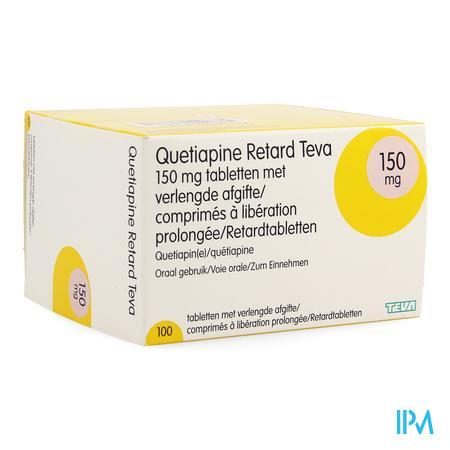 Quetiapine Retard Teva
150 mg tabletten met
verlengde afgifte/
comprimés à libération
prolongée/Retardtabletten
Quetiapin(e)/quétiapine
Oraal gebruik/Voie orale/Zum Einnehmen
150
mg
100
tabletten met verlengde afgifte/
comprimés à libération prolongée/Retardtabletten
TEVA
Quetiapine Retard Teva
150
mg
IPM